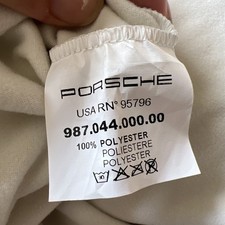 PORSCHE
USA RN° 95796
987.044.000.00
100% POLYESTER
POLIESTERE
POLYESTER